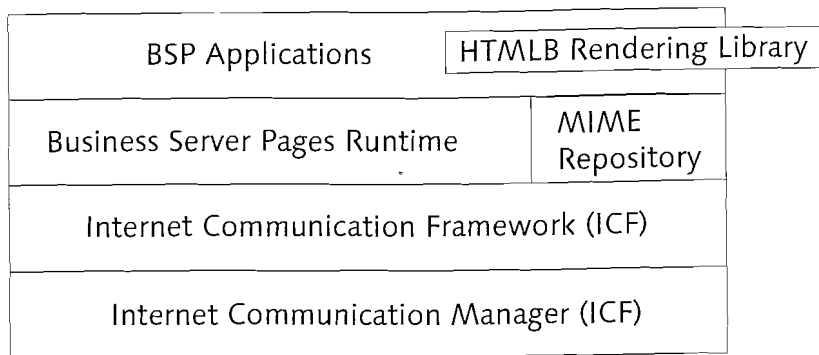 BSP Applications
HTMLB Rendering Library
Business Server Pages Runtime
MIME
Repository
Internet Communication Framework (ICF)
Internet Communication Manager (ICF)